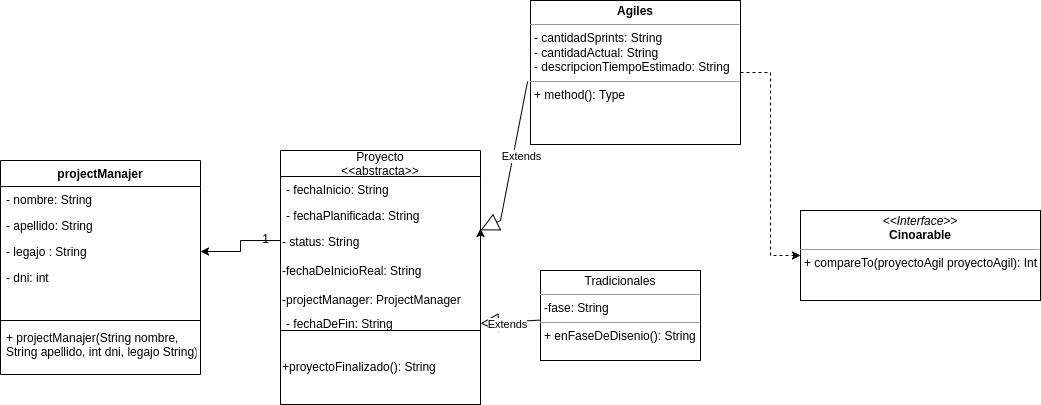 projectManajer
- nombre: String
- apellido: String
- legajo : String
- dni: int
+ projectManajer(String nombre,
String apellido, int dni, legajo String)
1
Proyecto
<<abstracta>>
- fechaInicio: String
- fechaPlanificada: String
- status: String
-fechaDeInicioReal: String
-projectManager: ProjectManager
- fechaDeFin: String
+proyectoFinalizado(): String
Extends
Extends
Agiles
- cantidadSprints: String
- cantidadActual: String
- descripcionTiempoEstimado: String
+ method(): Type
Tradicionales
-fase: String
+ enFaseDeDisenio(): String
<<Interface>>
Cinoarable
+ compareTo(proyectoAgil proyectoAgil): Int